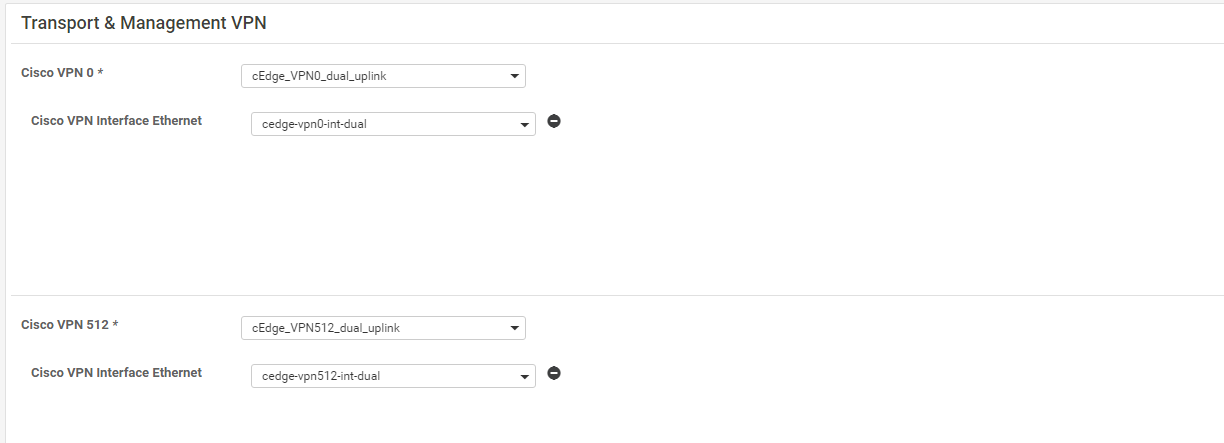 Transport & Management VPN
Cisco VPN 0 *
cEdge_VPN0_dual_uplink
Cisco VPN Interface Ethernet
cedge-vpn0-int-dual
Cisco VPN 512 *
cEdge_VPN512_dual_uplink
Cisco VPN Interface Ethernet
cedge-vpn512-int-dual